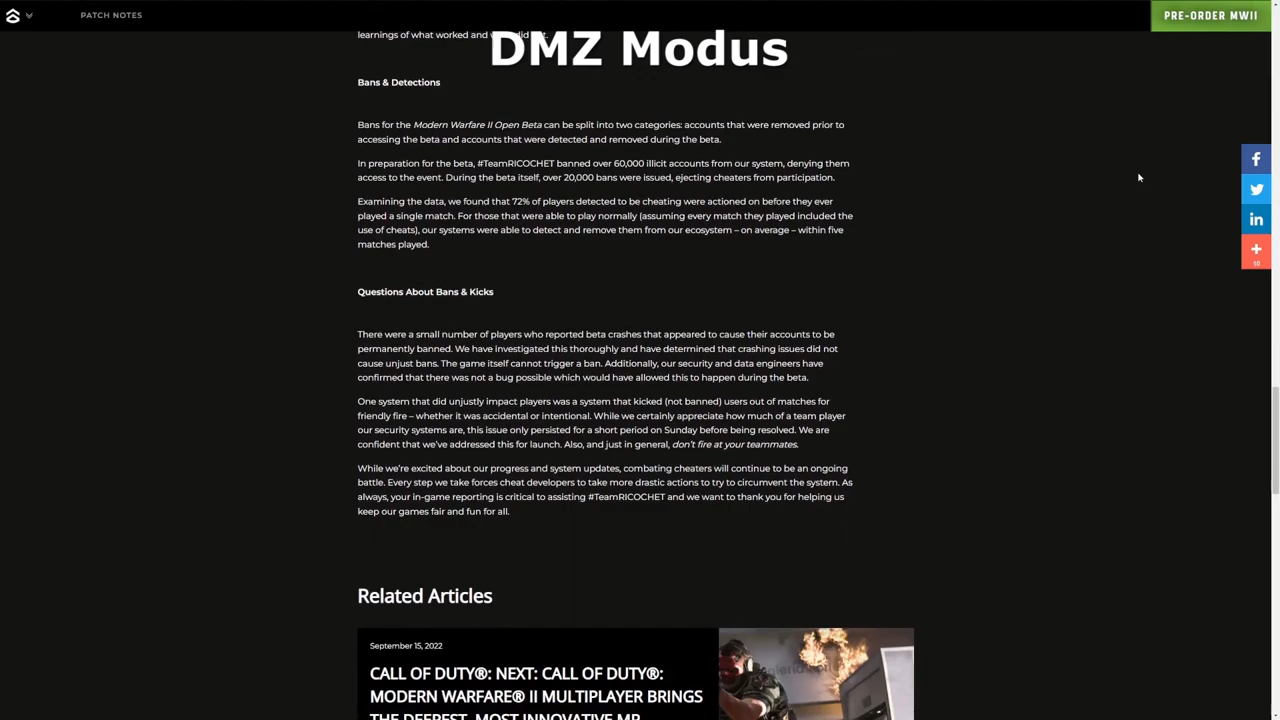 PATCH NOTES
PRE-ORDER MWII
learnings of what worked and
DMZ Modus
Bans & Detections
Bans for the Modern Warfare II Open Beta can be split into two categories: accounts that were removed prior to
accessing the beta and accounts that were detected and removed during the beta.
In preparation for the beta, #TeamRICOCHET banned over 60,000 illicit accounts from our system, denying them
access to the event. During the beta itself, over 20,000 bans were issued, ejecting cheaters from participation.
Examining the data, we found that 72% of players detected to be cheating were actioned on before they ever
played a single match. For those that were able to play normally (assuming every match they played included the
use of cheats), our systems were able to detect and remove them from our ecosystem – on average – within five
matches played.
10
Questions About Bans & Kicks
There were a small number of players who reported beta crashes that appeared to cause their accounts to be
permanently banned. We have investigated this thoroughly and have determined that crashing issues did not
cause unjust bans. The game itself cannot trigger a ban. Additionally, our security and data engineers have
confirmed that there was not a bug possible which would have allowed this to happen during the beta.
One system that did unjustly impact players was a system that kicked (not banned) users out of matches for
friendly fire – whether it was accidental or intentional. While we certainly appreciate how much of a team player
our security systems are, this issue only persisted for a short period on Sunday before being resolved. We are
confident that we've addressed this for launch. Also, and just in general, don't fire at your teammates.
While we're excited about our progress and system updates, combating cheaters will continue to be an ongoing
battle. Every step we take forces cheat developers to take more drastic actions to try to circumvent the system. As
always, your in-game reporting is critical to assisting #TeamRICOCHET and we want to thank you for helping us
keep our games fair and fun for all.
Related Articles
September 15, 2022
CALL OF DUTY®: NEXT: CALL OF DUTY®:
MODERN WARFARE® II MULTIPLAYER BRINGS
THE DEEPEST, MOST INNOVATIVE MP